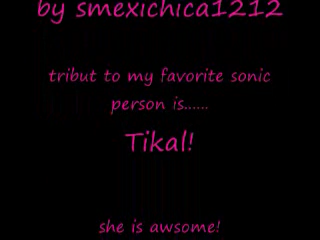 by smexichica1212
tribut to my favorite sonic
person is......
Tikal!
she is awsome!